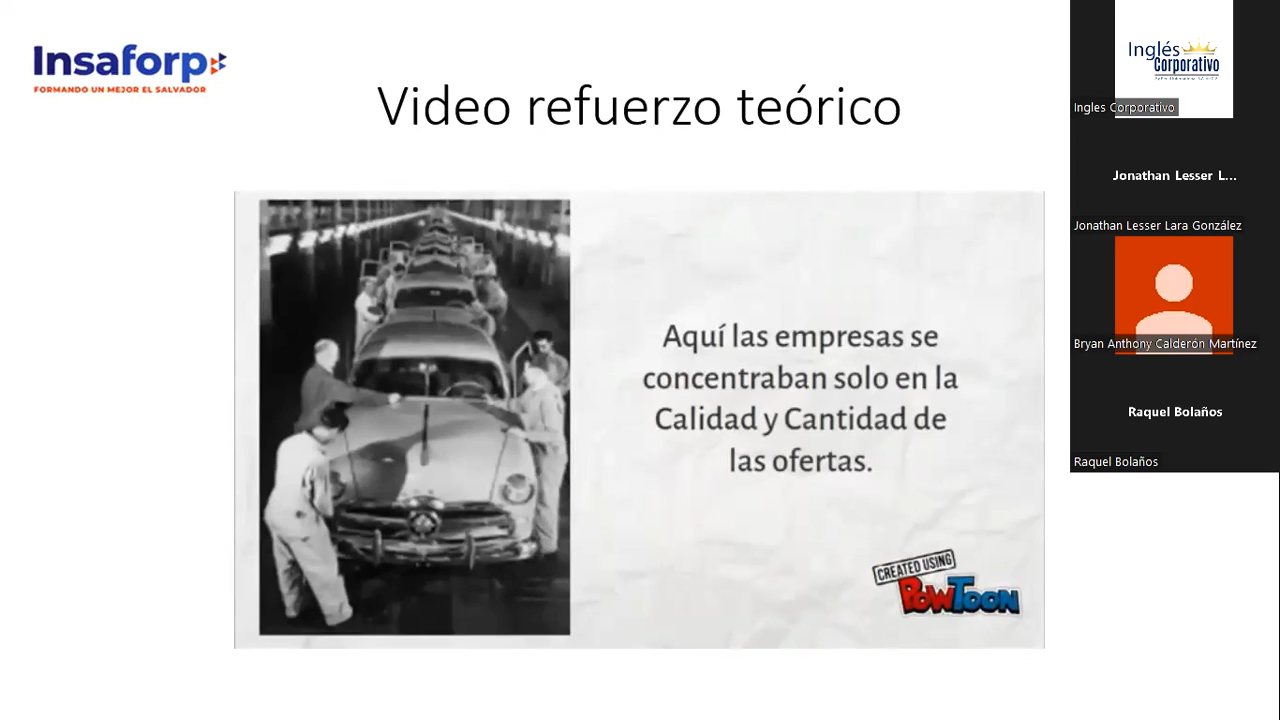 Insaforp
FORMANDO UN MEJOR EL SALVADOR
Video refuerzo teórico
Aquí las empresas se
concentraban solo en la
Calidad y Cantidad de
las ofertas.
CREATED USING
POWTOON
Inglés
Corporativo
Ingles Corporativo
Jonathan Lesser L...
Jonathan Lesser Lara González
Bryan Anthony Calderón Martínez
Raquel Bolaños
Raquel Bolaños